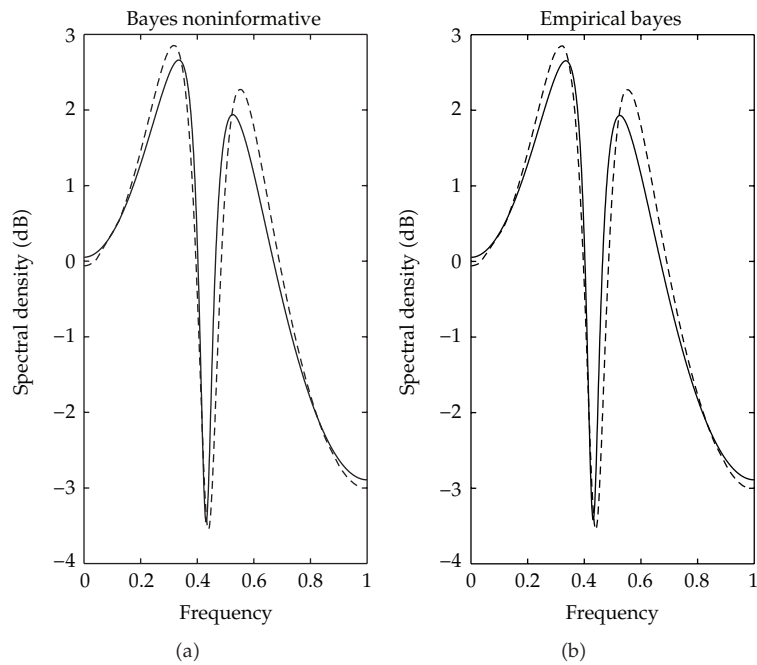 Bayes noninformative
3
2
1
0
−1
−2
−3
−4
Spectral density (dB)
0 0.2 0.4 0.6 0.8 1
Frequency
(a)
Empirical bayes
3
2
1
0
−1
−2
−3
−4
Spectral density (dB)
0 0.2 0.4 0.6 0.8 1
Frequency
(b)